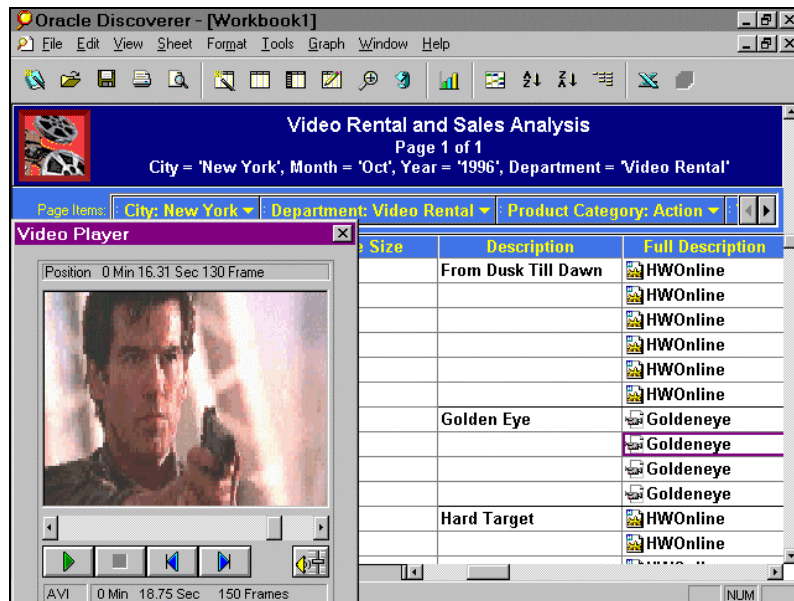 Oracle Discoverer - [Workbook1]
File Edit View Sheet Format Tools Graph Window Help
Video Rental and Sales Analysis
Page 1 of 1
City = 'New York', Month = 'Oct', Year = '1996', Department = 'Video Rental'
Page Items: City: New York Department: Video Rental Product Category: Action
Video Player
Position 0 Min 16.31 Sec 130 Frame
Size Description Full Description
From Dusk Till Dawn HWOnline
HWOnline
HWOnline
HWOnline
HWOnline
HWOnline
Golden Eye Goldeneye
Goldeneye
Goldeneye
Goldeneye
Hard Target HWOnline
HWOnline
AVI 0 Min 18.75 Sec 150 Frames
NUM